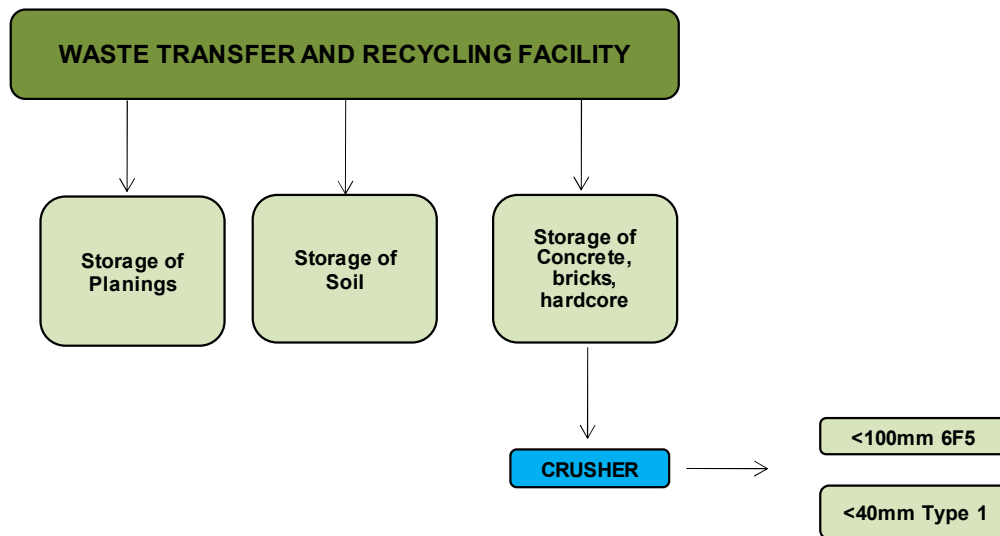 WASTE TRANSFER AND RECYCLING FACILITY
Storage of
Planings
Storage of
Soil
Storage of
Concrete,
bricks,
hardcore
CRUSHER
<100mm 6F5
<40mm Type 1